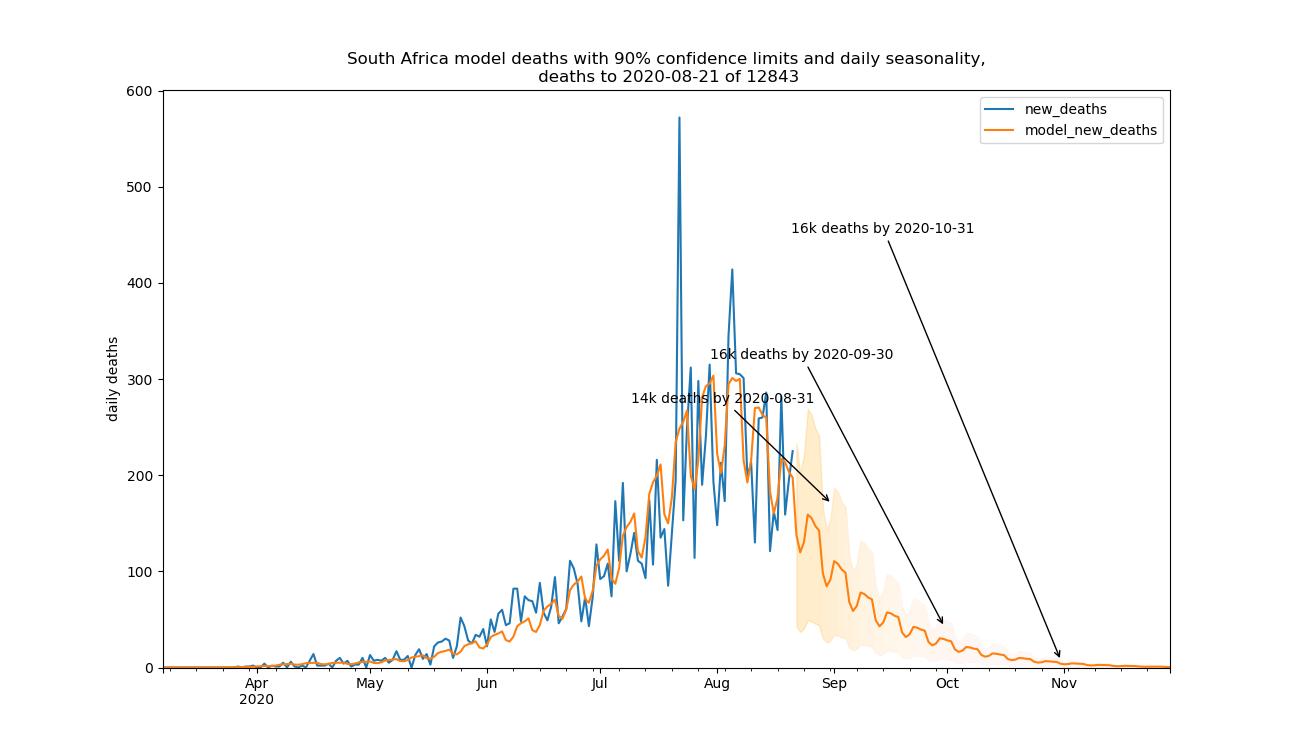 South Africa model deaths with 90% confidence limits and daily seasonality,
deaths to 2020-08-21 of 12843
new_deaths
model_new_deaths
600
500
400
300
200
100
0
daily deaths
16k deaths by 2020-10-31
16k deaths by 2020-09-30
14k deaths by 2020-08-31
Apr May Jun Jul Aug Sep Oct Nov
2020